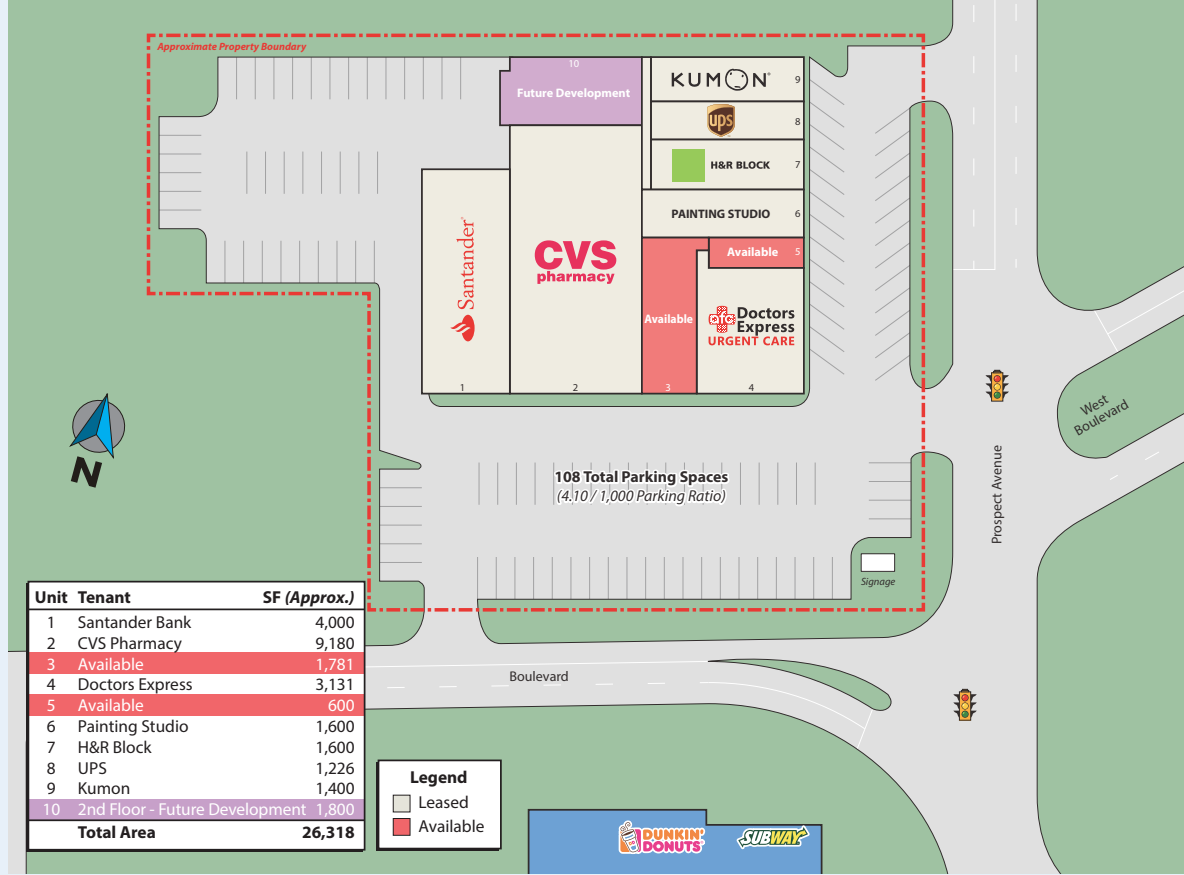 Approximate Property Boundary
10
Future Development
KUMON
9
ups
8
H&R BLOCK
7
PAINTING STUDIO
6
Available
5
Santander
CVS
pharmacy
Available
afc Doctors
Express
URGENT CARE
1
2
3
4
N
108 Total Parking Spaces
(4.10 / 1,000 Parking Ratio)
Signage
Prospect Avenue
West
Boulevard
Boulevard
Unit Tenant SF (Approx.)
1 Santander Bank 4,000
2 CVS Pharmacy 9,180
3 Available 1,781
4 Doctors Express 3,131
5 Available 600
6 Painting Studio 1,600
7 H&R Block 1,600
8 UPS 1,226
9 Kumon 1,400
10 2nd Floor - Future Development 1,800
Total Area 26,318
Legend
Leased
Available
DUNKIN'
DONUTS
SUBWAY